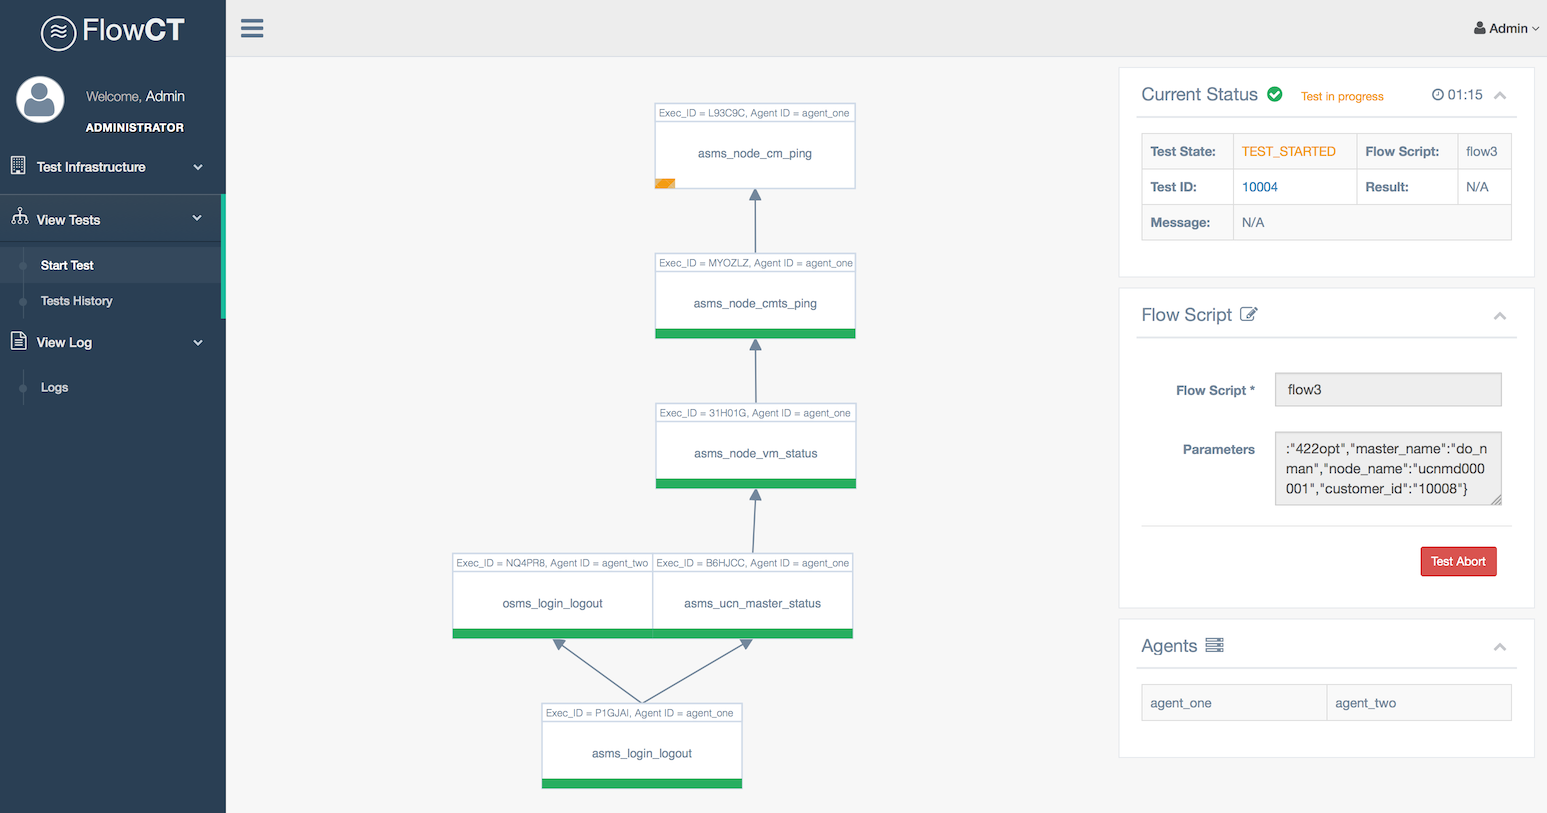 FlowCT
Admin
Welcome, Admin
ADMINISTRATOR
Test Infrastructure
View Tests
Start Test
Tests History
View Log
Logs
Exec_ID = L93C9C, Agent ID = agent_one
asms_node_cm_ping
Exec_ID = MYOZLZ, Agent ID = agent_one
asms_node_cmts_ping
Exec_ID = 31H01G, Agent ID = agent_one
asms_node_vm_status
Exec_ID = NQ4PR8, Agent ID = agent_two
osms_login_logout
Exec_ID = B6HJCC, Agent ID = agent_one
asms_ucn_master_status
Exec_ID = P1GJAI, Agent ID = agent_one
asms_login_logout
Current Status Test in progress 01:15
Test State: TEST_STARTED Flow Script: flow3
Test ID: 10004 Result: N/A
Message: N/A
Flow Script
Flow Script * flow3
Parameters
:"422opt","master_name":"do_n
man","node_name":"ucnmd000
001","customer_id":"10008"}
Test Abort
Agents
agent_one agent_two